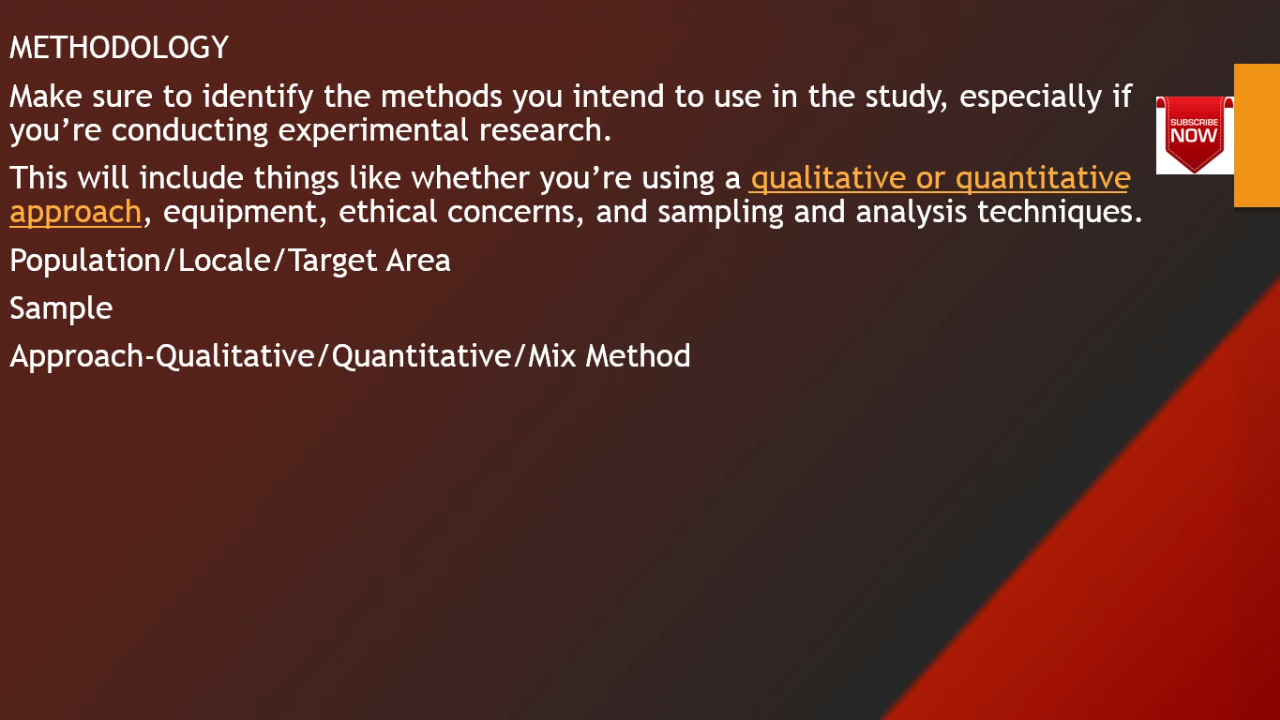 METHODOLOGY
Make sure to identify the methods you intend to use in the study, especially if
you’re conducting experimental research.
This will include things like whether you’re using a qualitative or quantitative
approach, equipment, ethical concerns, and sampling and analysis techniques.
Population/Locale/Target Area
Sample
Approach-Qualitative/Quantitative/Mix Method
SUBSCRIBE
NOW